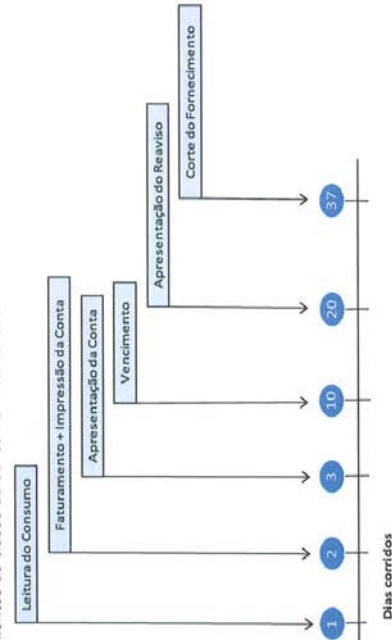 Leitura do Consumo
Faturamento + Impressão da Conta
Apresentação da Conta
Vencimento
Apresentação do Reaviso
Corte do Fornecimento
1
2
3
10
20
37
Dias corridos